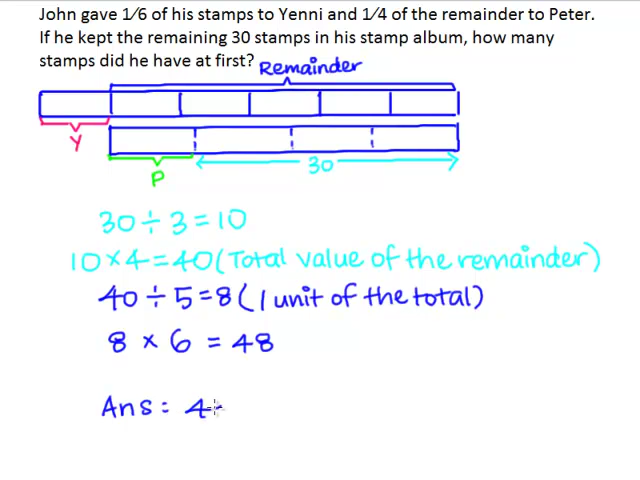 John gave 1⁄6 of his stamps to Yenni and 1⁄4 of the remainder to Peter.
If he kept the remaining 30 stamps in his stamp album, how many
stamps did he have at first?
Remainder
Y
P
30
30 ÷ 3 = 10
10 × 4 = 40 (Total value of the remainder)
40 ÷ 5 = 8 (1 unit of the total)
8 × 6 = 48
Ans: 4